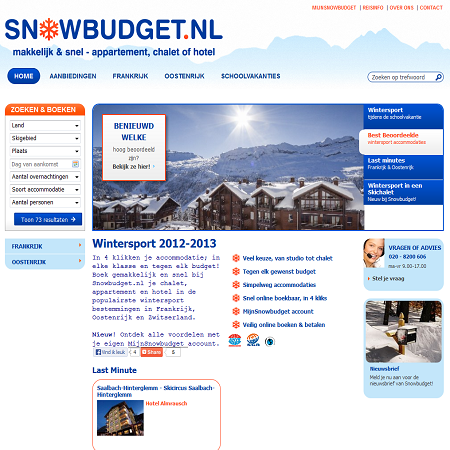 MIJNSNOWBUDGET | REISINFO | OVER ONS | CONTACT
SNOWBUDGET.NL
makkelijk & snel - appartement, chalet of hotel
HOME AANBIEDINGEN FRANKRIJK OOSTENRIJK SCHOOLVAKANTIES
Zoeken op trefwoord
ZOEKEN & BOEKEN
Land
Skigebied
Plaats
Dag van aankomst
Aantal overnachtingen
Soort accommodatie
Aantal personen
Toon 73 resultaten
BENIEUWD
WELKE
hoog beoordeeld
zijn?
Bekijk ze hier!
Wintersport
tijdens de schoolvakantie
Best Beoordeelde
wintersport accommodaties
Last minutes
Frankrijk & Oostenrijk
Wintersport in een
Skichalet
Nieuw bij Snowbudget!
FRANKRIJK
OOSTENRIJK
Wintersport 2012-2013
In 4 klikken je accommodatie; in
elke klasse en tegen elk budget!
Boek gemakkelijk en snel bij
Snowbudget.nl je chalet,
appartement en hotel in de
populairste wintersport
bestemmingen in Frankrijk,
Oostenrijk en Zwitserland.
Nieuw! Ontdek alle voordelen met
je eigen MijnSnowbudget account.
Vind ik leuk 4 Share 6
Veel keuze, van studio tot chalet
Tegen elk gewenst budget
Simpelweg accommodaties
Snel online boekbaar, in 4 kliks
MijnSnowbudget account
Veilig online boeken & betalen
VRAGEN OF ADVIES
020 - 8200 606
ma-vr 9.00-17.00
Stel je vraag
Nieuwsbrief
Meld je nu aan voor de
nieuwsbrief van Snowbudget!
Last Minute
Saalbach-Hinterglemm - Skicircus Saalbach-
Hinterglemm
Hotel Almrausch